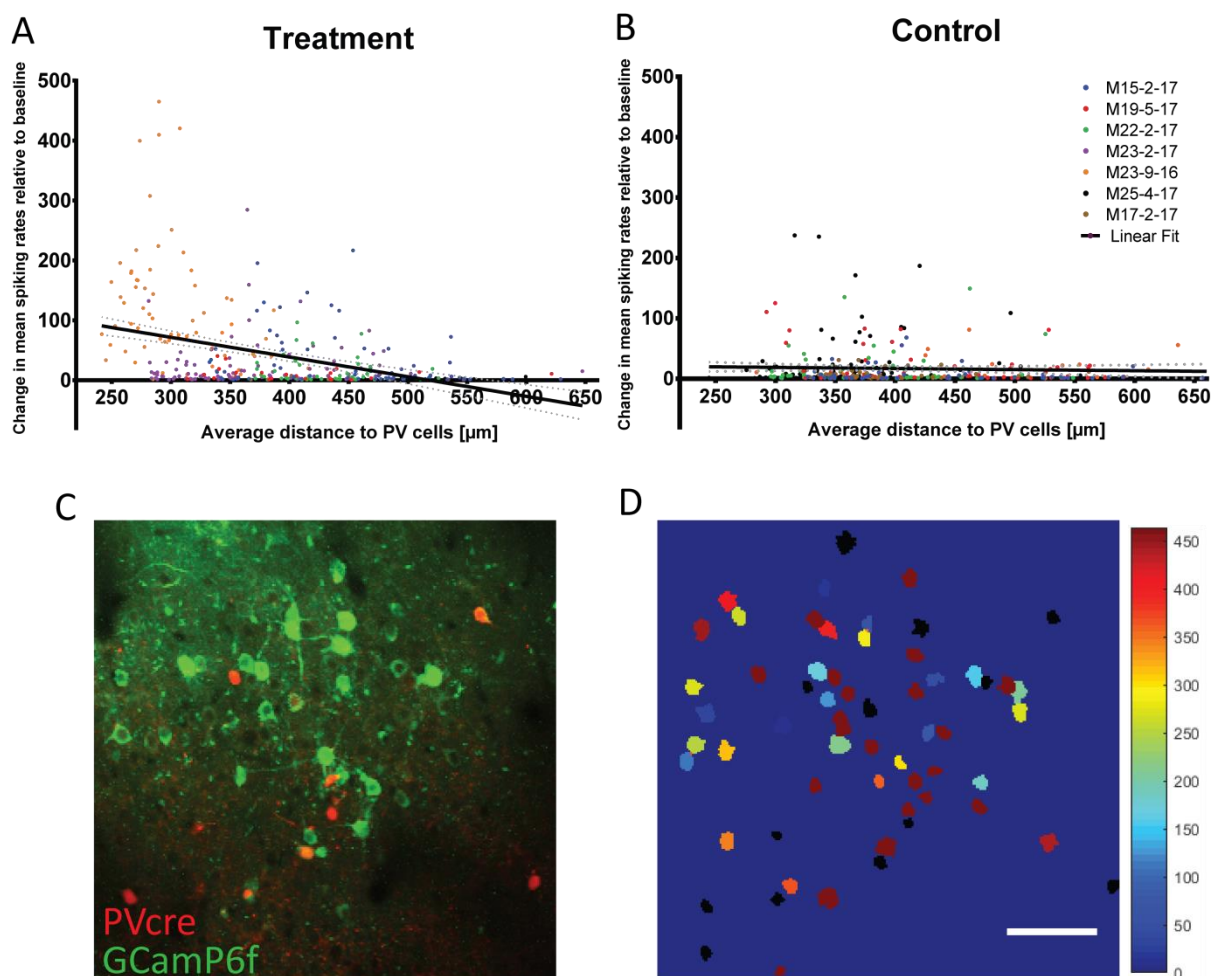 A
Treatment
Change in mean spiking rates relative to baseline
500
400
300
200
100
0
250 300 350 400 450 500 550 600 650
Average distance to PV cells [µm]
B
Control
Change in mean spiking rates relative to baseline
500
400
300
200
100
0
250 300 350 400 450 500 550 600 650
Average distance to PV cells [µm]
M15-2-17
M19-5-17
M22-2-17
M23-2-17
M23-9-16
M25-4-17
M17-2-17
Linear Fit
C
PVcre
GCamP6f
D
450
400
350
300
250
200
150
100
50
0